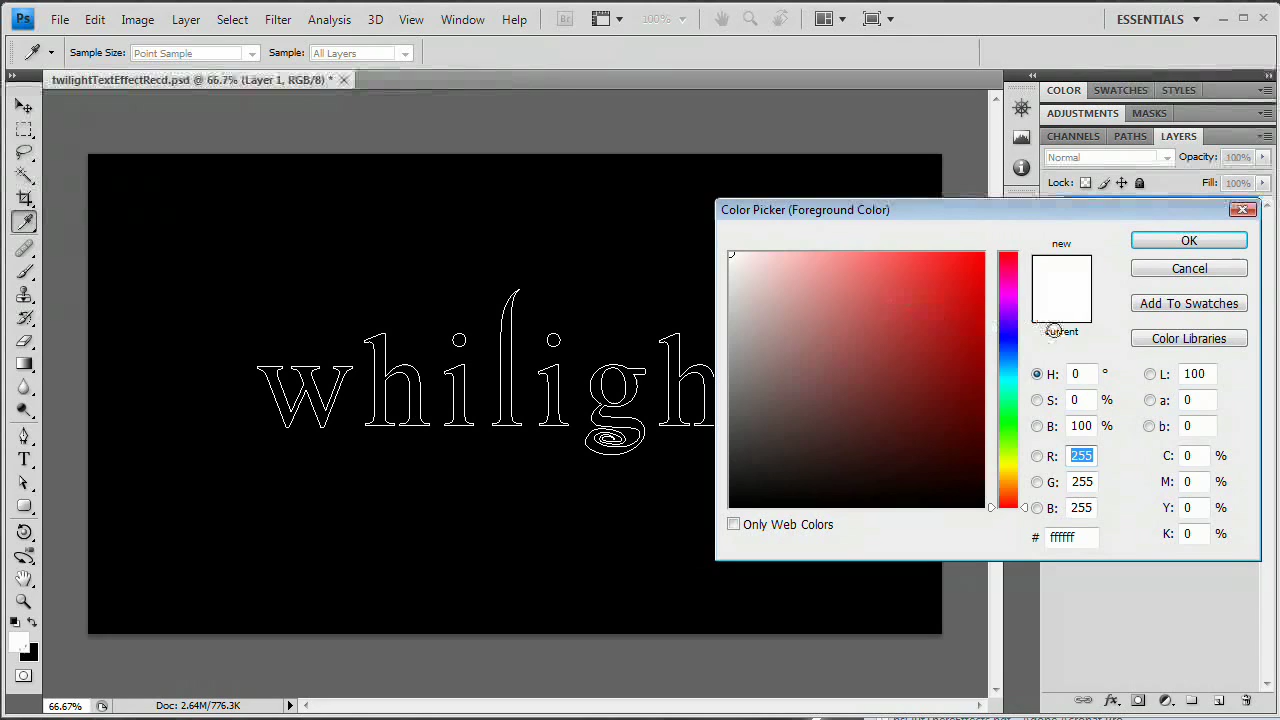 Ps File Edit Image Layer Select Filter Analysis 3D View Window Help Br 100% ESSENTIALS
Sample Size: Point Sample Sample: All Layers
twilightTextEffectRecd.psd @ 66.7% (Layer 1, RGB/8) *
COLOR SWATCHES STYLES
ADJUSTMENTS MASKS
CHANNELS PATHS LAYERS
Normal Opacity: 100%
Lock: Fill: 100%
Color Picker (Foreground Color)
new
OK
Cancel
Add To Swatches
current
Color Libraries
H: 0 ° L: 100
S: 0 % a: 0
B: 100 % b: 0
R: 255 C: 0 %
G: 255 M: 0 %
B: 255 Y: 0 %
# ffffff K: 0 %
Only Web Colors
whiligh
T
66.67% Doc: 2.64M/776.3K
fx